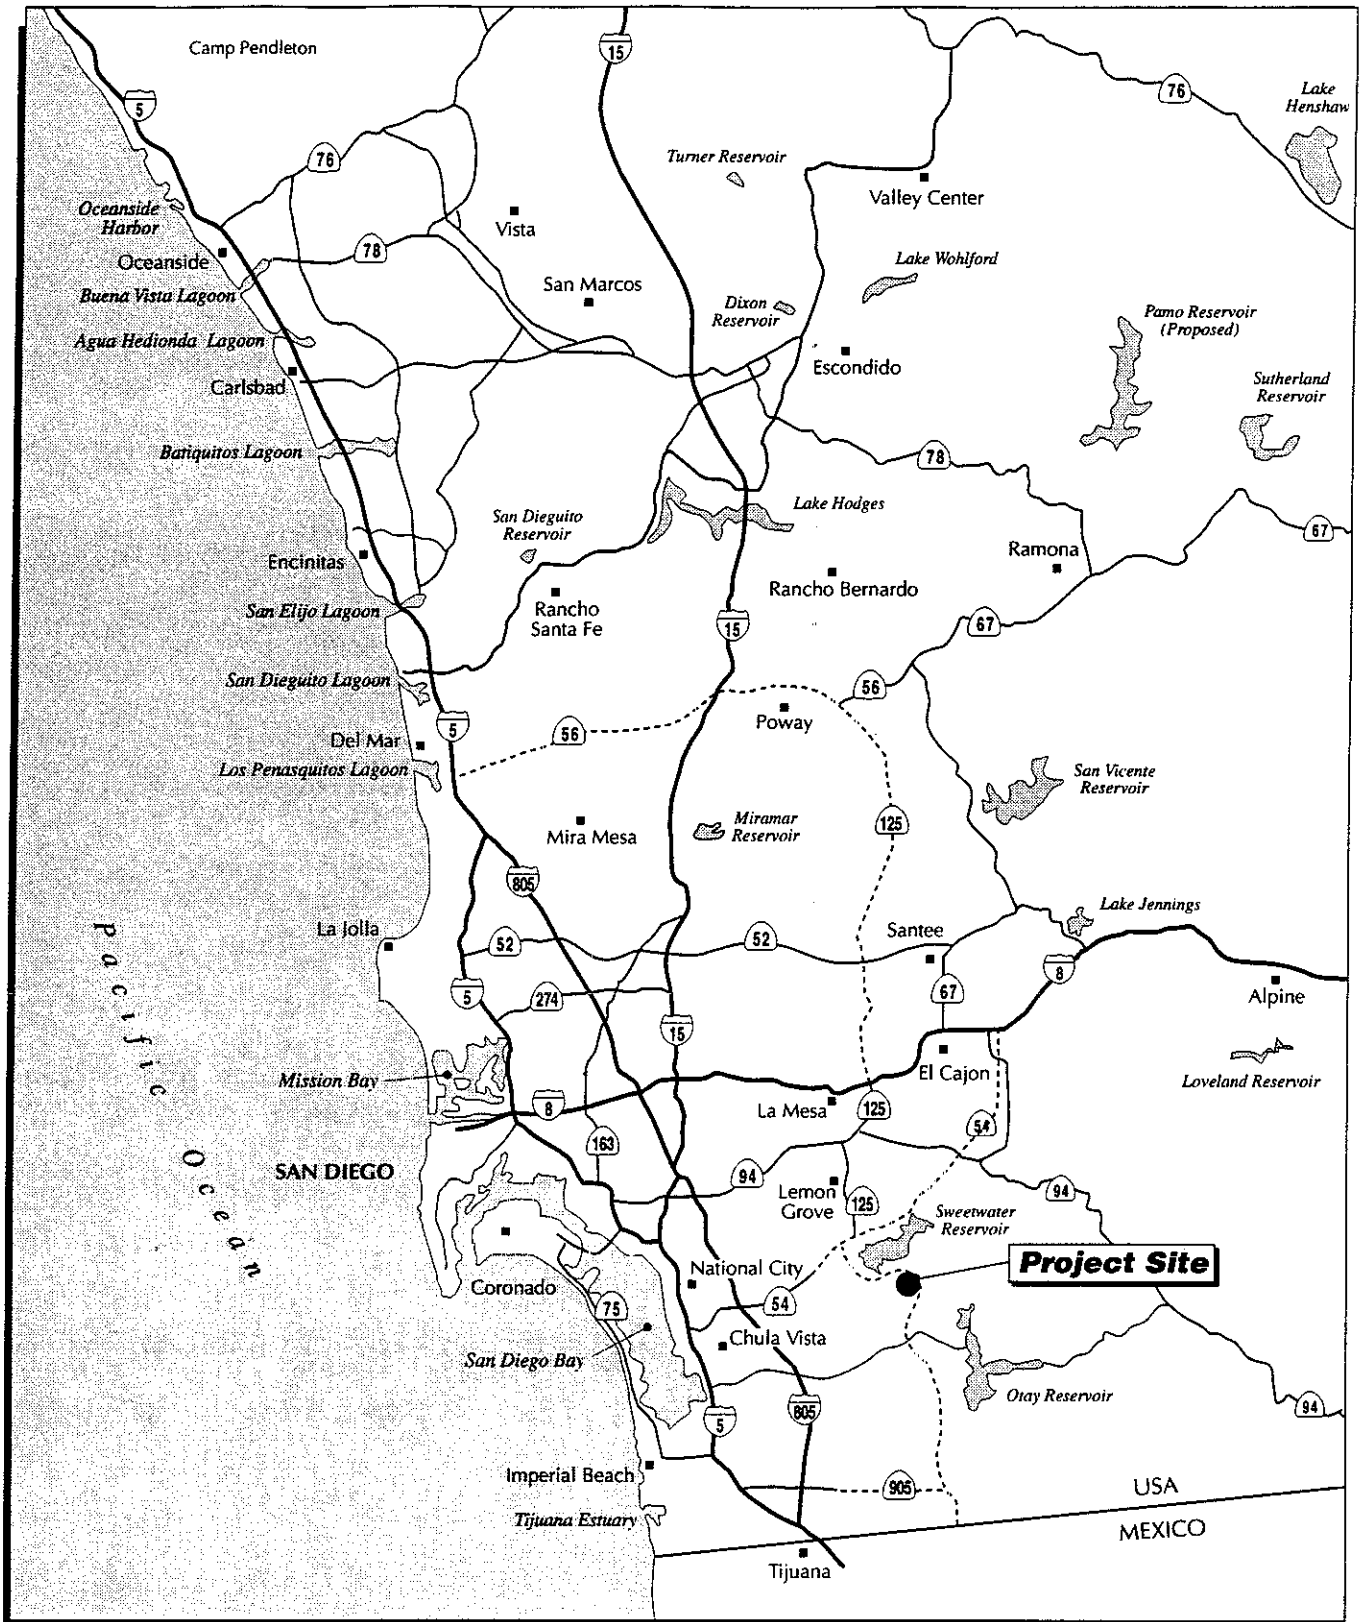 Camp Pendleton
15
5
76
Lake
Henshaw
76
Turner Reservoir
Valley Center
Oceanside
Harbor
Vista
Oceanside
78
Lake Wohlford
Buena Vista Lagoon
San Marcos
Dixon
Reservoir
Pamo Reservoir
(Proposed)
Agua Hedionda Lagoon
Escondido
Carlsbad
Sutherland
Reservoir
Batiquitos Lagoon
78
Lake Hodges
San Dieguito
Reservoir
67
Encinitas
Ramona
Rancho Bernardo
San Elijo Lagoon
Rancho
Santa Fe
15
67
San Dieguito Lagoon
56
5
56
Poway
Del Mar
Los Penasquitos Lagoon
San Vicente
Reservoir
Mira Mesa
Miramar
Reservoir
125
805
Lake Jennings
La Jolla
52
52
Santee
8
5
274
67
Alpine
15
Mission Bay
El Cajon
Loveland Reservoir
8
La Mesa
125
54
163
SAN DIEGO
94
Lemon
Grove
125
94
Sweetwater
Reservoir
Pacific Ocean
Project Site
National City
Coronado
75
54
Chula Vista
San Diego Bay
Otay Reservoir
5
805
94
Imperial Beach
905
USA
Tijuana Estuary
MEXICO
Tijuana